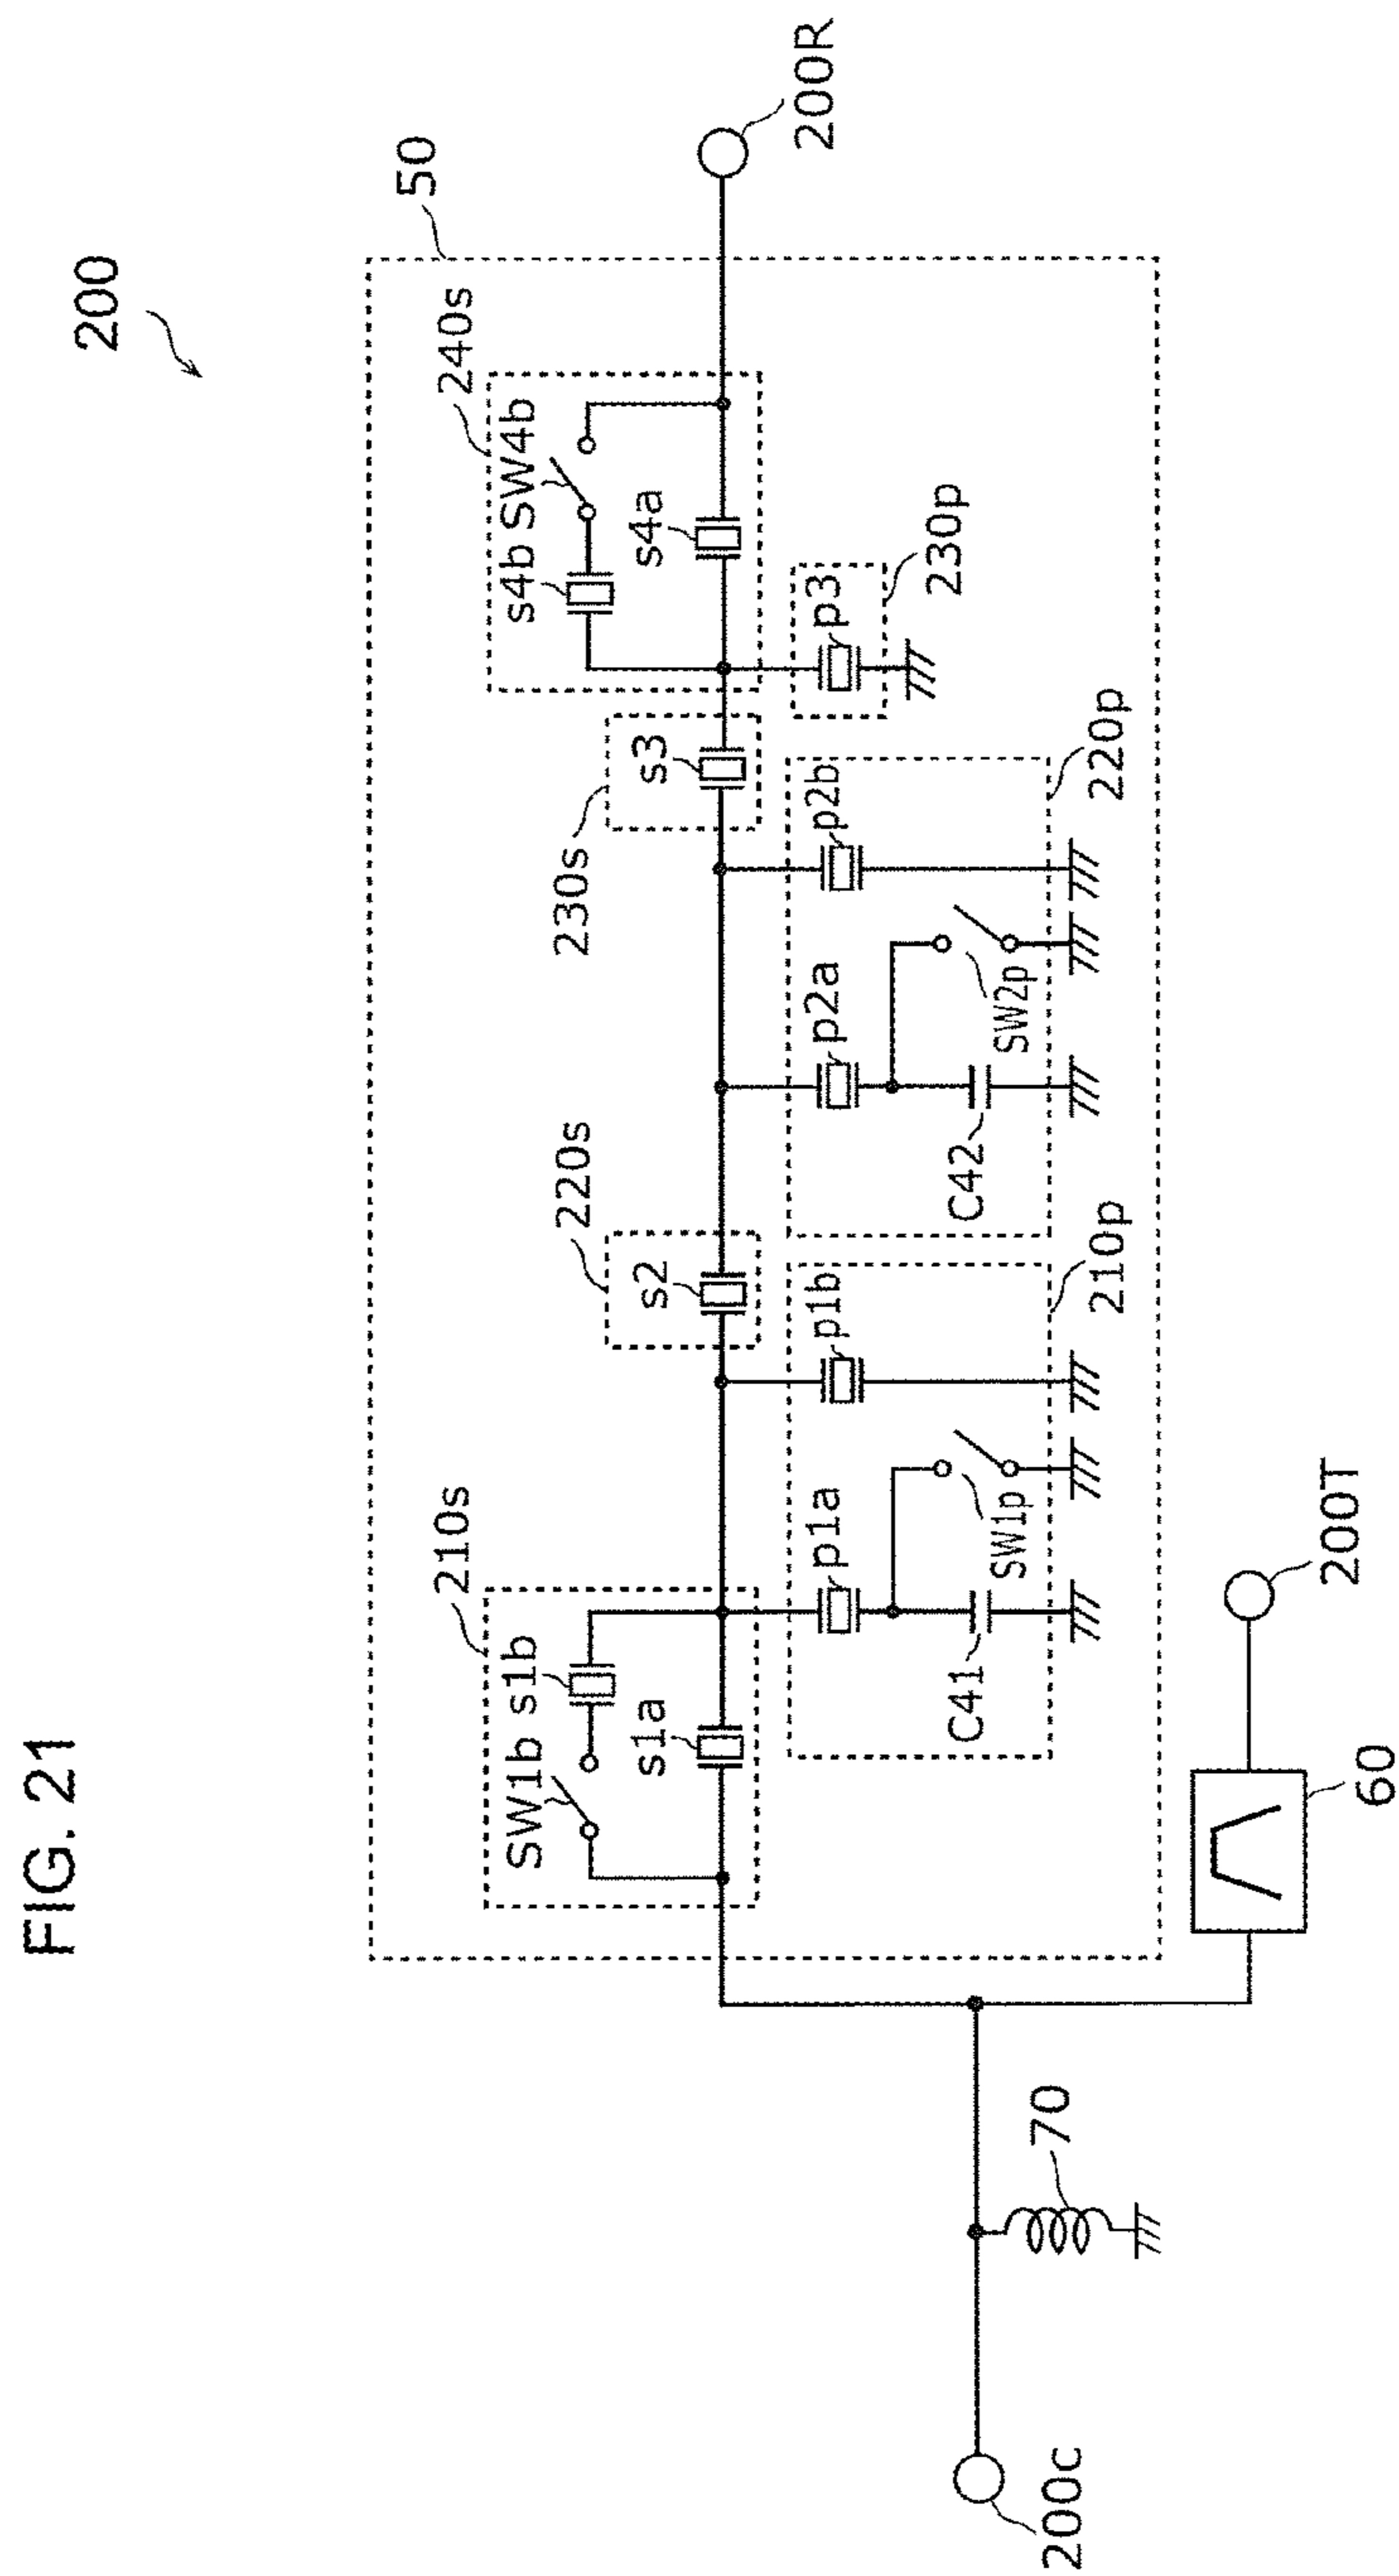 FIG. 21
200
50
210s
SW1b s1b
s1a
220s
s2
230s
s3
240s
s4b SW4b
s4a
200R
p1a
p1b
C41
SW1p
210p
p2a
p2b
C42
SW2p
220p
p3
230p
200c
70
60
200T